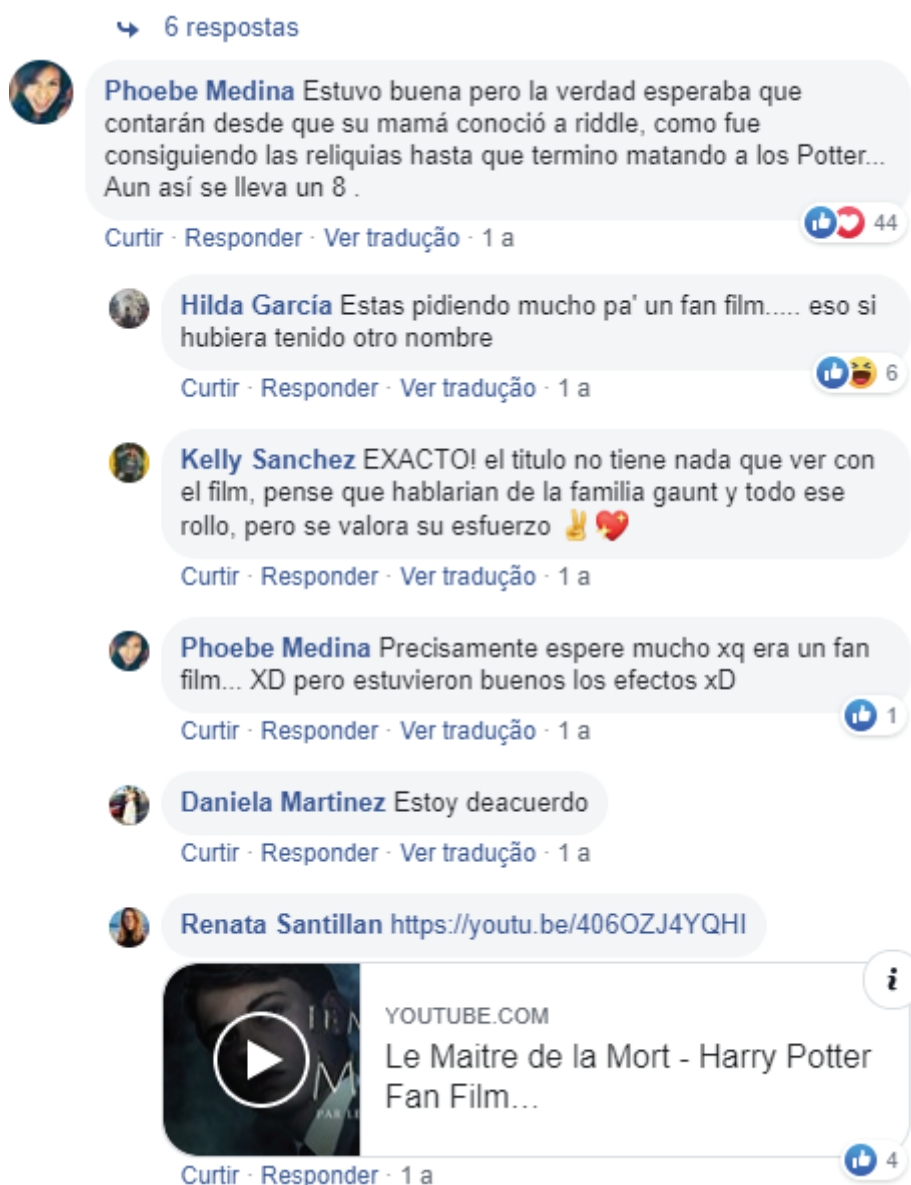 6 respostas
Phoebe Medina Estuvo buena pero la verdad esperaba que
contarán desde que su mamá conoció a riddle, como fue
consiguiendo las reliquias hasta que termino matando a los Potter...
Aun así se lleva un 8 .
44
Curtir · Responder · Ver tradução · 1 a
Hilda García Estas pidiendo mucho pa' un fan film..... eso si
hubiera tenido otro nombre
6
Curtir · Responder · Ver tradução · 1 a
Kelly Sanchez EXACTO! el titulo no tiene nada que ver con
el film, pense que hablarian de la familia gaunt y todo ese
rollo, pero se valora su esfuerzo ✌️ 💖
Curtir · Responder · Ver tradução · 1 a
Phoebe Medina Precisamente espere mucho xq era un fan
film... XD pero estuvieron buenos los efectos xD
1
Curtir · Responder · Ver tradução · 1 a
Daniela Martinez Estoy deacuerdo
Curtir · Responder · Ver tradução · 1 a
Renata Santillan https://youtu.be/406OZJ4YQHI
YOUTUBE.COM
Le Maitre de la Mort - Harry Potter
Fan Film...
4
Curtir · Responder · 1 a